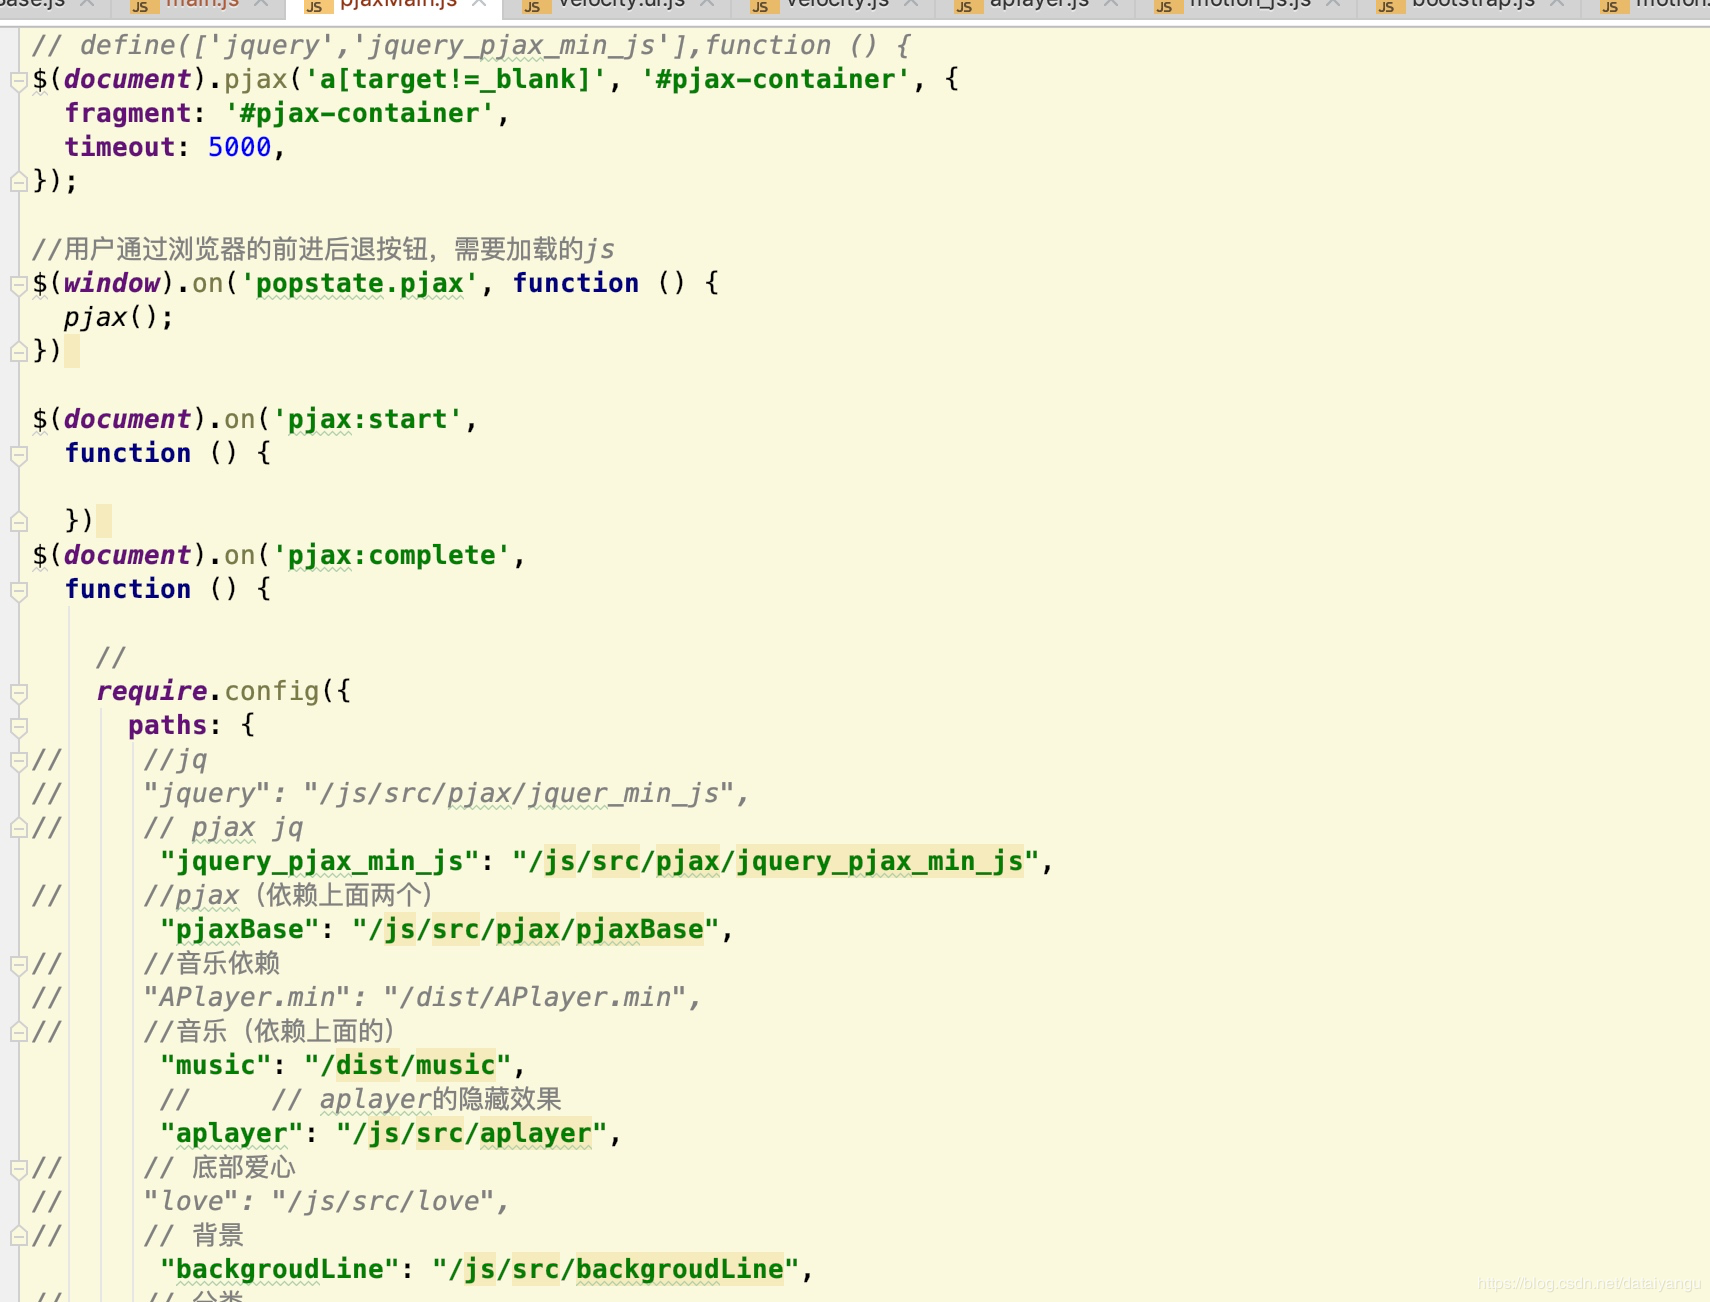 main.js pjaxMain.js velocity.ui.js velocity.js aplayer.js motion_js.js bootstrap.js
// define(['jquery','jquery_pjax_min_js'],function () {
$(document).pjax('a[target!=_blank]', '#pjax-container', {
fragment: '#pjax-container',
timeout: 5000,
});
//用户通过浏览器的前进后退按钮，需要加载的js
$(window).on('popstate.pjax', function () {
pjax();
})
$(document).on('pjax:start',
function () {
})
$(document).on('pjax:complete',
function () {
//
require.config({
paths: {
// //jq
// "jquery": "/js/src/pjax/jquer_min_js",
// // pjax jq
"jquery_pjax_min_js": "/js/src/pjax/jquery_pjax_min_js",
// //pjax（依赖上面两个）
"pjaxBase": "/js/src/pjax/pjaxBase",
// //音乐依赖
// "APlayer.min": "/dist/APlayer.min",
// //音乐（依赖上面的）
"music": "/dist/music",
// // aplayer的隐藏效果
"aplayer": "/js/src/aplayer",
// // 底部爱心
// "love": "/js/src/love",
// // 背景
"backgroudLine": "/js/src/backgroudLine",
// // 分类
https://blog.csdn.net/dataiyangu